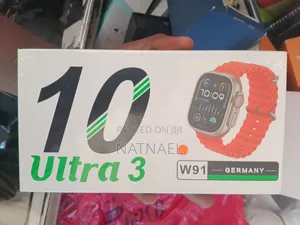 10
POSTED ON JIJI
NATNAEL
Ultra 3
W91
GERMANY